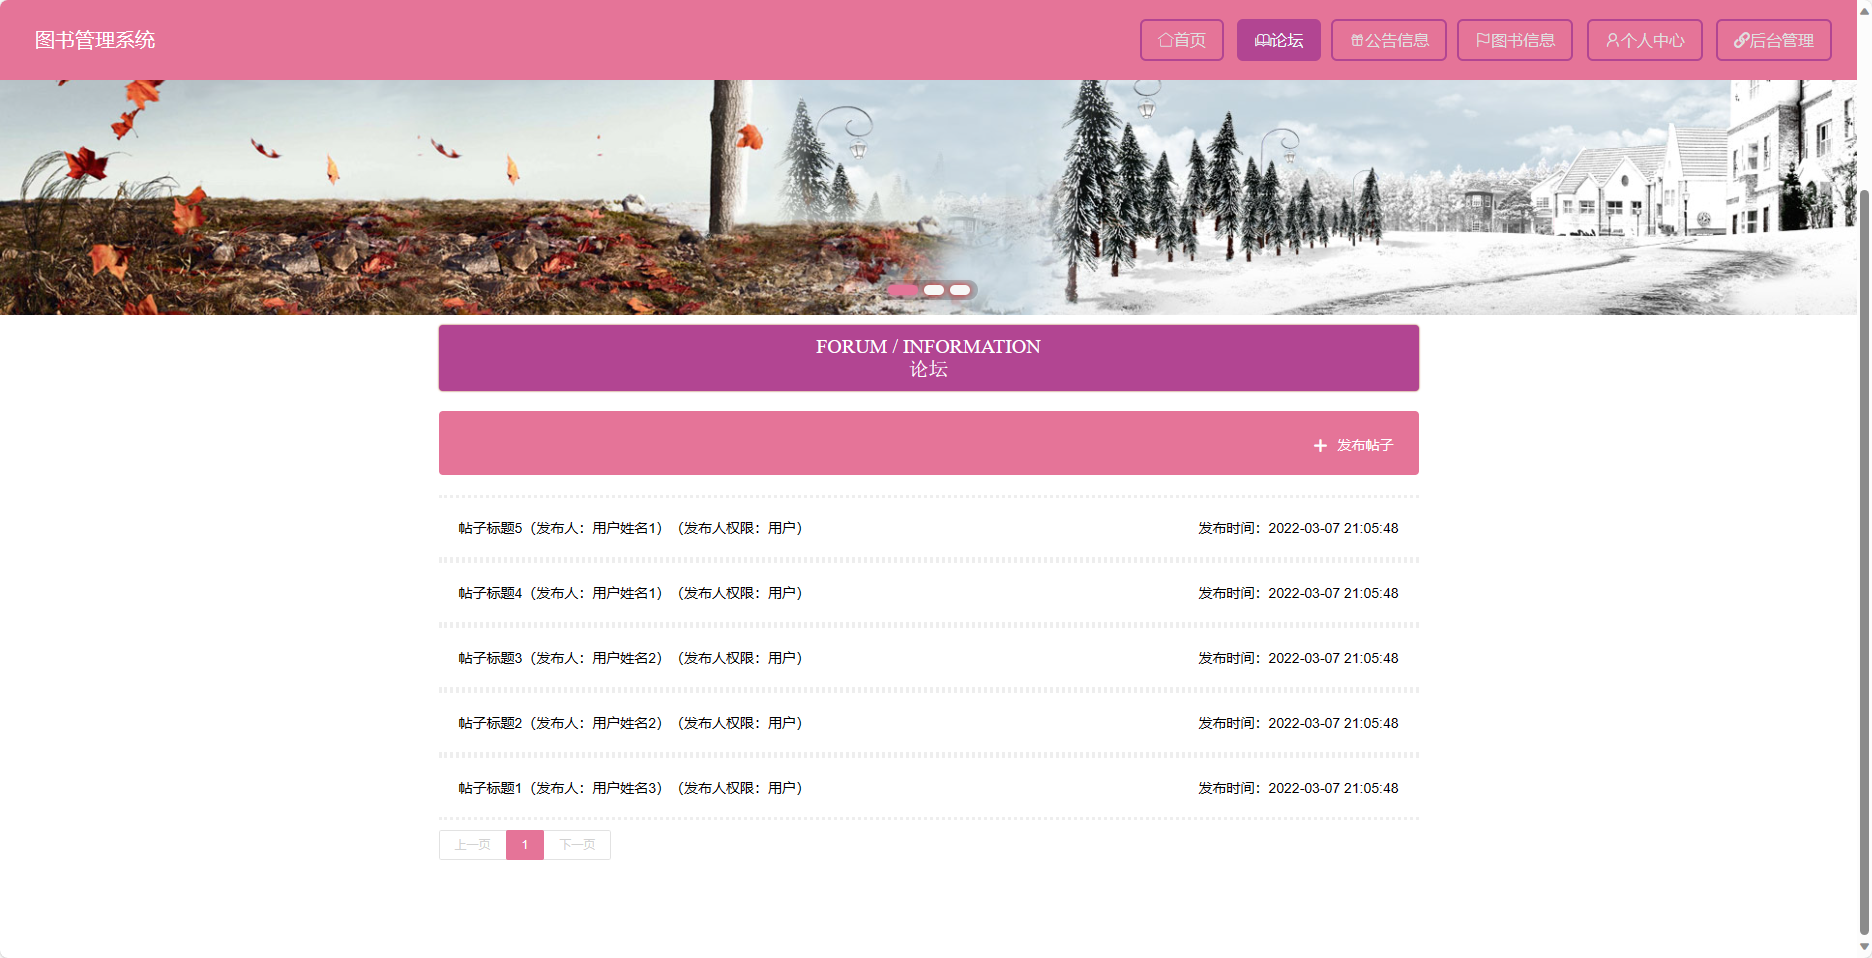 图书管理系统
首页 论坛 公告信息 图书信息 个人中心 后台管理
FORUM / INFORMATION
论坛
发布帖子
帖子标题5（发布人：用户姓名1）（发布人权限：用户） 发布时间：2022-03-07 21:05:48
帖子标题4（发布人：用户姓名1）（发布人权限：用户） 发布时间：2022-03-07 21:05:48
帖子标题3（发布人：用户姓名2）（发布人权限：用户） 发布时间：2022-03-07 21:05:48
帖子标题2（发布人：用户姓名2）（发布人权限：用户） 发布时间：2022-03-07 21:05:48
帖子标题1（发布人：用户姓名3）（发布人权限：用户） 发布时间：2022-03-07 21:05:48
上一页 1 下一页